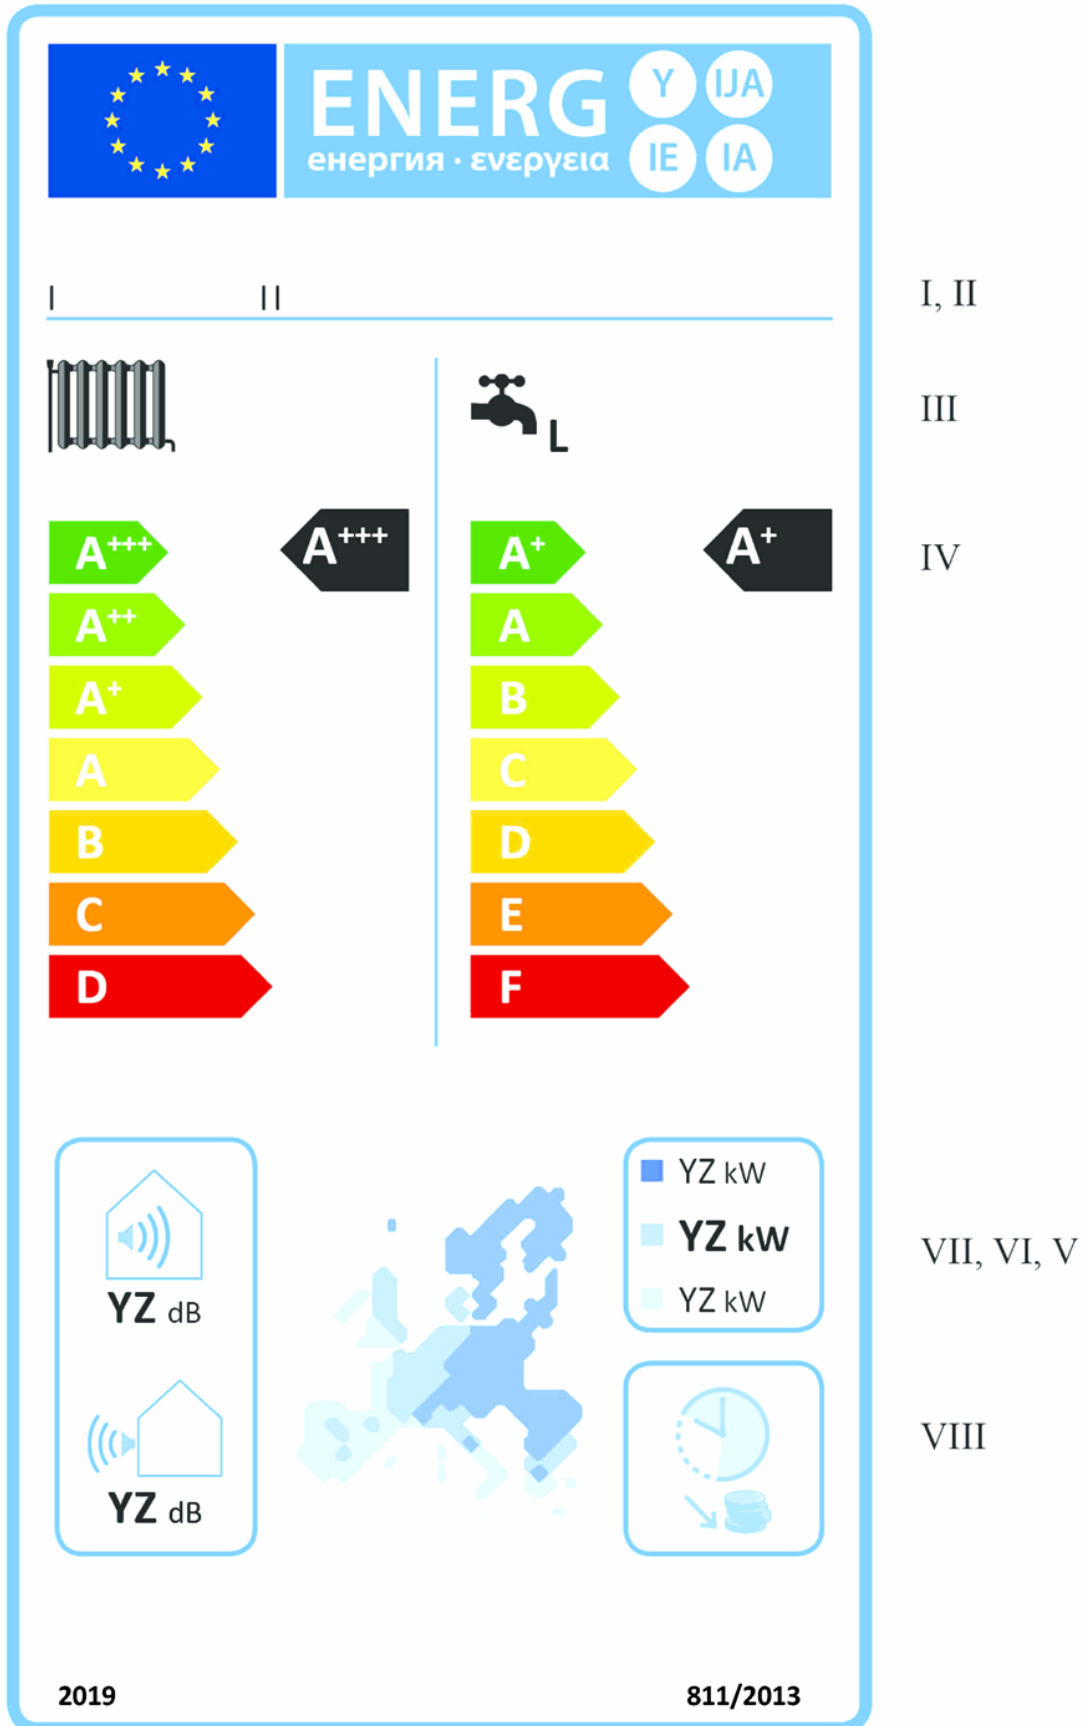 ENERG Y IJA
енергия · ενεργεια IE IA
I II
I, II
III
L
A+++ A+++ A+ A+
IV
A++ A
A+ B
A C
B D
C E
D F
YZ kW
YZ kW
YZ kW
VII, VI, V
YZ dB
VIII
YZ dB
2019 811/2013